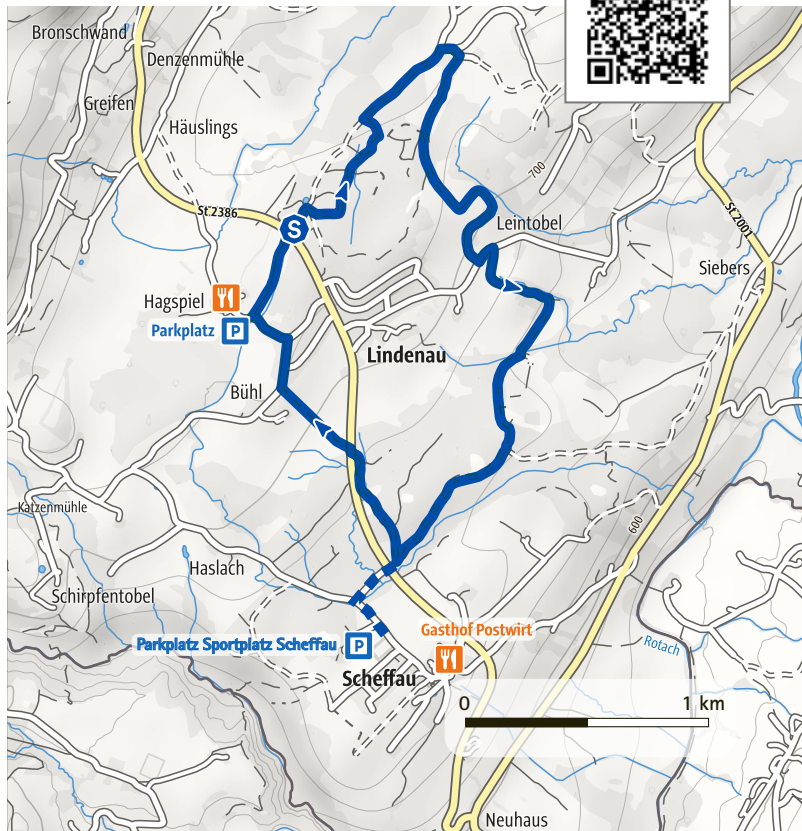 Bronschwand
Denzenmühle
Greifen
Häuslings
700
St 2386
S
Leintobel
St 2001
Siebers
Hagspiel
Parkplatz P
Lindenau
Bühl
Katzenmühle
600
Haslach
Schirpfentobel
Gasthof Postwirt
Parkplatz Sportplatz Scheffau P
Rotach
Scheffau
0 1 km
Neuhaus